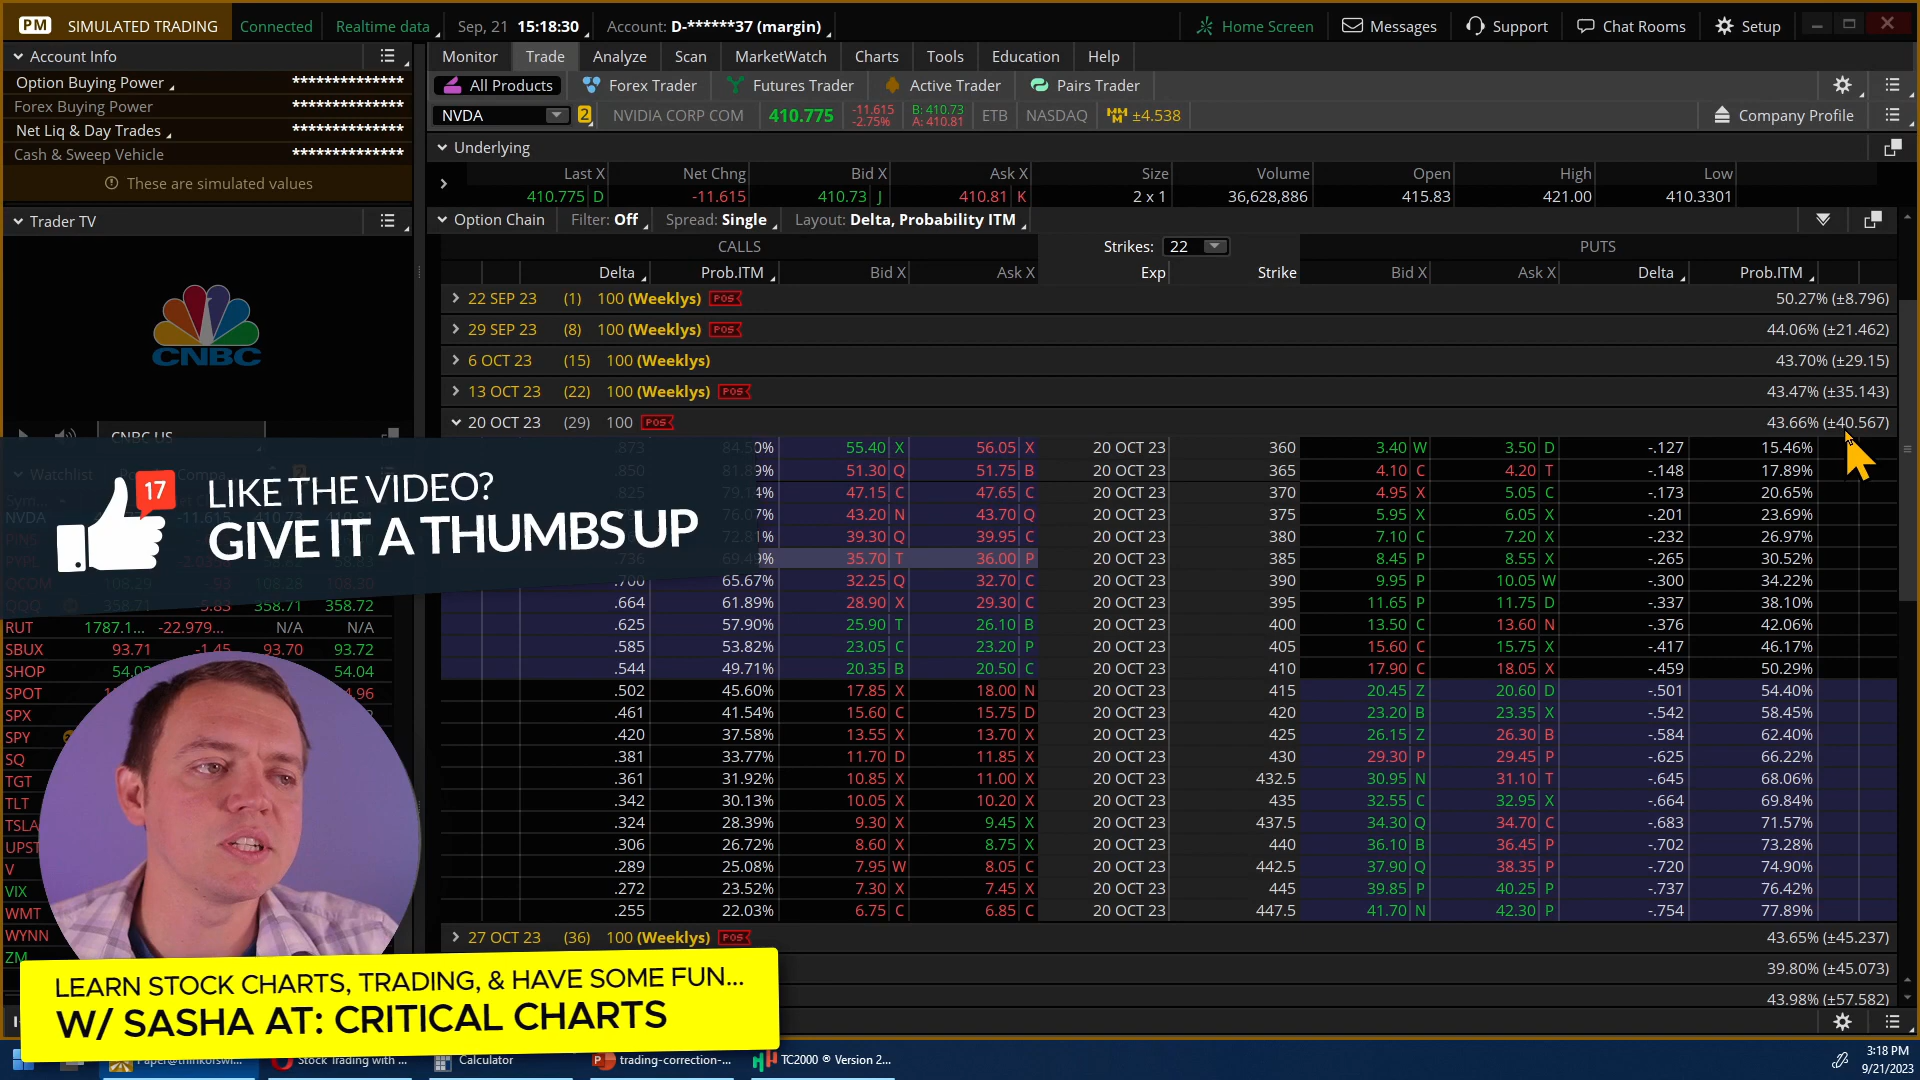 PM SIMULATED TRADING Connected Realtime data Sep, 21 15:18:30 Account: D-******37 (margin) Home Screen Messages Support Chat Rooms Setup
Account Info
Option Buying Power **************
Forex Buying Power **************
Net Liq & Day Trades **************
Cash & Sweep Vehicle **************
These are simulated values
Trader TV
CNBC
CNBC US
Monitor Trade Analyze Scan MarketWatch Charts Tools Education Help
All Products Forex Trader Futures Trader Active Trader Pairs Trader
NVDA 2 NVIDIA CORP COM 410.775 -11.615 -2.75% B: 410.73 A: 410.81 ETB NASDAQ ±4.538 Company Profile
Underlying
Last X Net Chng Bid X Ask X Size Volume Open High Low
410.775 D -11.615 410.73 J 410.81 K 2 x 1 36,628,886 415.83 421.00 410.3301
Option Chain Filter: Off Spread: Single Layout: Delta, Probability ITM
CALLS Strikes: 22 PUTS
Delta Prob.ITM Bid X Ask X Exp Strike Bid X Ask X Delta Prob.ITM
22 SEP 23 (1) 100 (Weeklys) POS 50.27% (±8.796)
29 SEP 23 (8) 100 (Weeklys) POS 44.06% (±21.462)
6 OCT 23 (15) 100 (Weeklys) 43.70% (±29.15)
13 OCT 23 (22) 100 (Weeklys) POS 43.47% (±35.143)
20 OCT 23 (29) 100 POS 43.66% (±40.567)
55.40 X 56.05 X 20 OCT 23 360 3.40 W 3.50 D -.127 15.46%
51.30 Q 51.75 B 20 OCT 23 365 4.10 C 4.20 T -.148 17.89%
47.15 C 47.65 C 20 OCT 23 370 4.95 X 5.05 C -.173 20.65%
43.20 N 43.70 Q 20 OCT 23 375 5.95 X 6.05 X -.201 23.69%
39.30 Q 39.95 C 20 OCT 23 380 7.10 C 7.20 X -.232 26.97%
35.70 T 36.00 P 20 OCT 23 385 8.45 P 8.55 X -.265 30.52%
.700 65.67% 32.25 Q 32.70 C 20 OCT 23 390 9.95 P 10.05 W -.300 34.22%
.664 61.89% 28.90 X 29.30 C 20 OCT 23 395 11.65 P 11.75 D -.337 38.10%
.625 57.90% 25.90 T 26.10 B 20 OCT 23 400 13.50 C 13.60 N -.376 42.06%
.585 53.82% 23.05 C 23.20 P 20 OCT 23 405 15.60 C 15.75 X -.417 46.17%
.544 49.71% 20.35 B 20.50 C 20 OCT 23 410 17.90 C 18.05 X -.459 50.29%
.502 45.60% 17.85 X 18.00 N 20 OCT 23 415 20.45 Z 20.60 D -.501 54.40%
.461 41.54% 15.60 C 15.75 D 20 OCT 23 420 23.20 B 23.35 X -.542 58.45%
.420 37.58% 13.55 X 13.70 X 20 OCT 23 425 26.15 Z 26.30 B -.584 62.40%
.381 33.77% 11.70 D 11.85 X 20 OCT 23 430 29.30 P 29.45 P -.625 66.22%
.361 31.92% 10.85 X 11.00 X 20 OCT 23 432.5 30.95 N 31.10 T -.645 68.06%
.342 30.13% 10.05 X 10.20 X 20 OCT 23 435 32.55 C 32.95 X -.664 69.84%
.324 28.39% 9.30 X 9.45 X 20 OCT 23 437.5 34.30 Q 34.70 C -.683 71.57%
.306 26.72% 8.60 X 8.75 X 20 OCT 23 440 36.10 B 36.45 P -.702 73.28%
.289 25.08% 7.95 W 8.05 C 20 OCT 23 442.5 37.90 Q 38.35 P -.720 74.90%
.272 23.52% 7.30 X 7.45 X 20 OCT 23 445 39.85 P 40.25 P -.737 76.42%
.255 22.03% 6.75 C 6.85 C 20 OCT 23 447.5 41.70 N 42.30 P -.754 77.89%
27 OCT 23 (36) 100 (Weeklys) POS 43.65% (±45.237)
39.80% (±45.073)
43.98% (±57.582)
17
LIKE THE VIDEO?
GIVE IT A THUMBS UP
QQQ 358.71 -5.83 358.71 358.72
RUT 1787.1... -22.979... N/A N/A
SBUX 93.71 -1.45 93.70 93.72
SHOP 54.04
SPOT
SPX
SPY
SQ
TGT
TLT
TSLA
UPST
V
VIX
WMT
WYNN
ZM
LEARN STOCK CHARTS, TRADING, & HAVE SOME FUN...
W/ SASHA AT: CRITICAL CHARTS
Paper@thinkorswi... Stock Trading with ... Calculator trading-correction-... TC2000 ® Version 2...
3:18 PM
9/21/2023